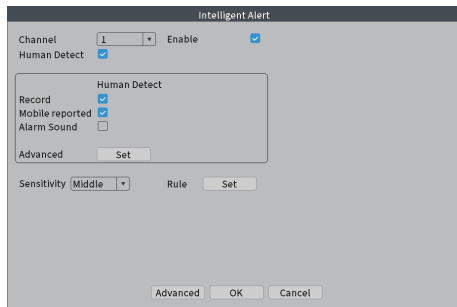 Intelligent Alert
Channel 1 Enable
Human Detect
Human Detect
Record
Mobile reported
Alarm Sound
Advanced Set
Sensitivity Middle Rule Set
Advanced OK Cancel